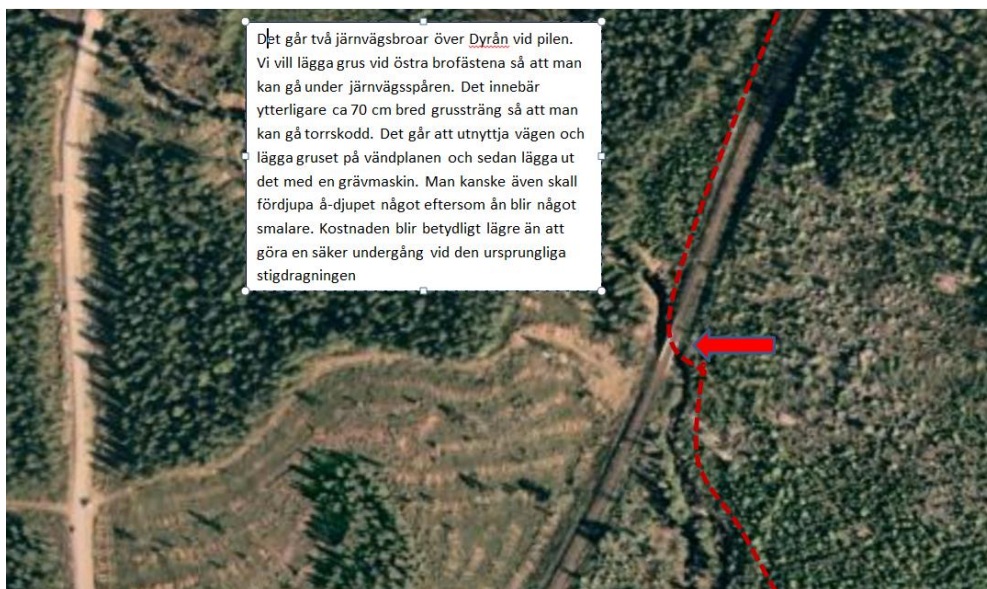 Det går två järnvägsbroar över Dyrån vid pilen.
Vi vill lägga grus vid östra brofästena så att man
kan gå under järnvägsspåren. Det innebär
ytterligare ca 70 cm bred grussträng så att man
kan gå torrskodd. Det går att utnyttja vägen och
lägga gruset på vändplanen och sedan lägga ut
det med en grävmaskin. Man kanske även skall
fördjupa å-djupet något eftersom ån blir något
smalare. Kostnaden blir betydligt lägre än att
göra en säker undergång vid den ursprungliga
stigdragningen